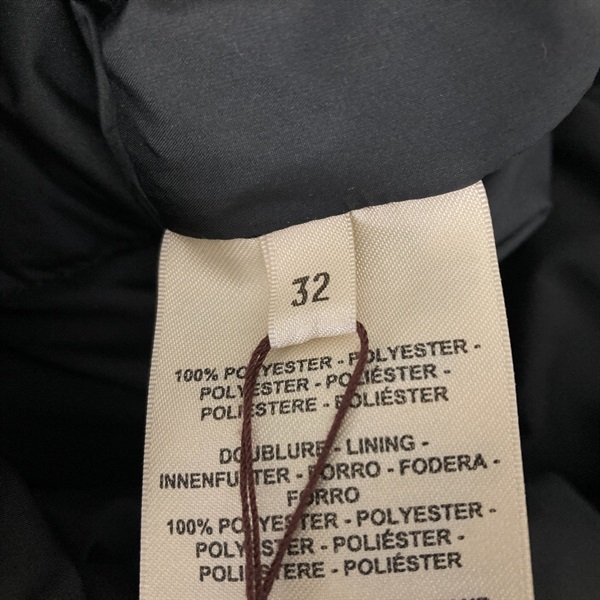 32
100% POLYESTER - POLYESTER -
POLYESTER - POLIÉSTER -
POLIESTERE - POLIÉSTER
DOUBLURE - LINING -
INNENFUTTER - FORRO - FODERA -
FORRO
100% POLYESTER - POLYESTER -
POLYESTER - POLIÉSTER -
POLIESTERE - POLIÉSTER